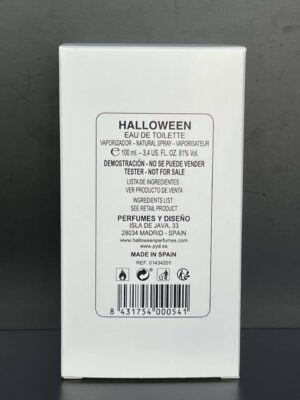 HALLOWEEN
EAU DE TOILETTE
VAPORIZADOR - NATURAL SPRAY - VAPORISATEUR
℮ 100 ml. – 3,4 US. FL. OZ. 81% Vol.
DEMOSTRACIÓN - NO SE PUEDE VENDER
TESTER - NOT FOR SALE
LISTA DE INGREDIENTES :
VER PRODUCTO DE VENTA
INGREDIENTS LIST :
SEE RETAIL PRODUCT
PERFUMES Y DISEÑO
ISLA DE JAVA, 33
28034 MADRID - SPAIN
www.halloweenperfumes.com
www.pyd.es
MADE IN SPAIN
REF. 01434201
8 431754 000541